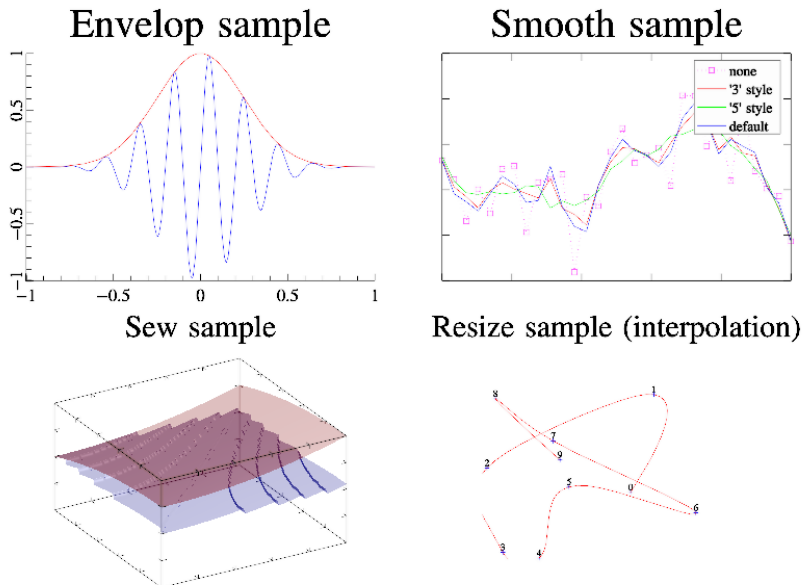 Envelop sample
Smooth sample
1
0.5
0
−0.5
−1
−1
−0.5
0
0.5
1
none
'3' style
'5' style
default
Sew sample
Resize sample (interpolation)
1
8
7
2
9
5
0
6
3
4